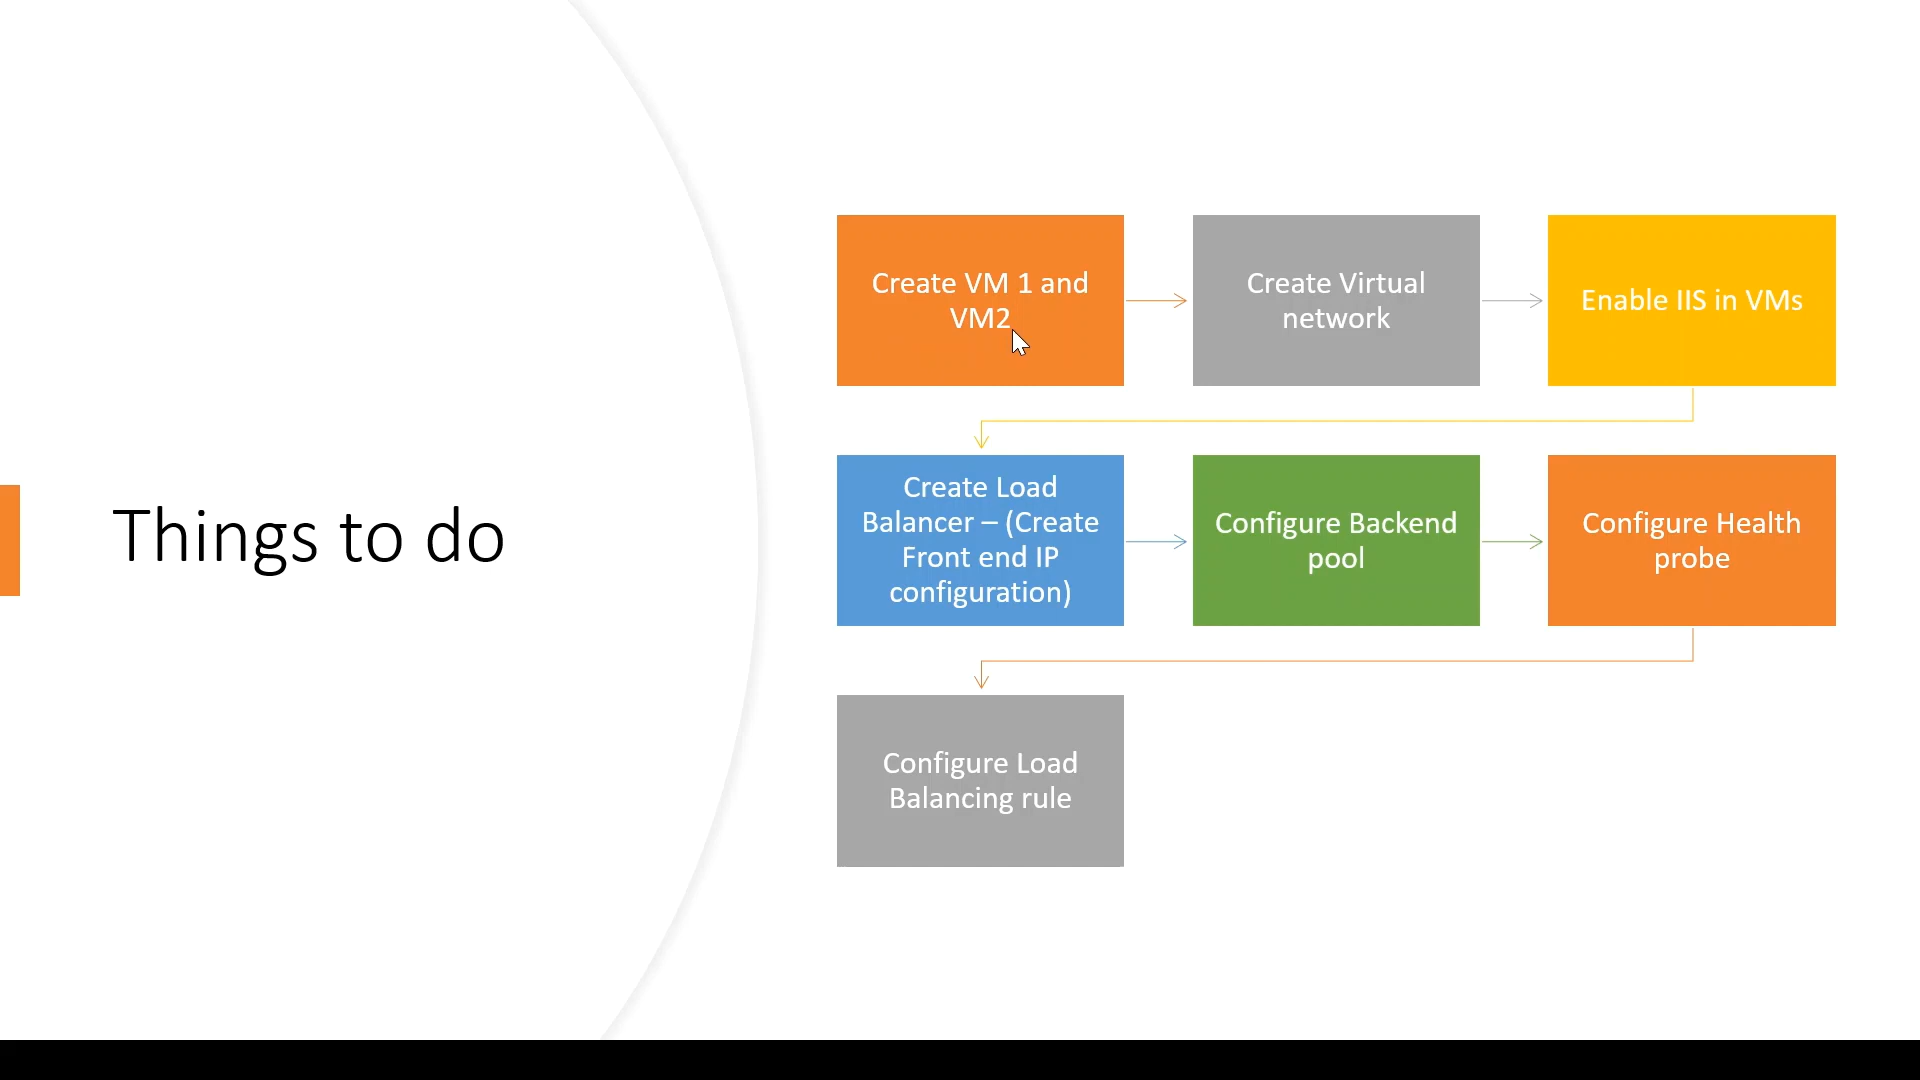 Things to do
Create VM 1 and
VM2
Create Virtual
network
Enable IIS in VMs
Create Load
Balancer – (Create
Front end IP
configuration)
Configure Backend
pool
Configure Health
probe
Configure Load
Balancing rule